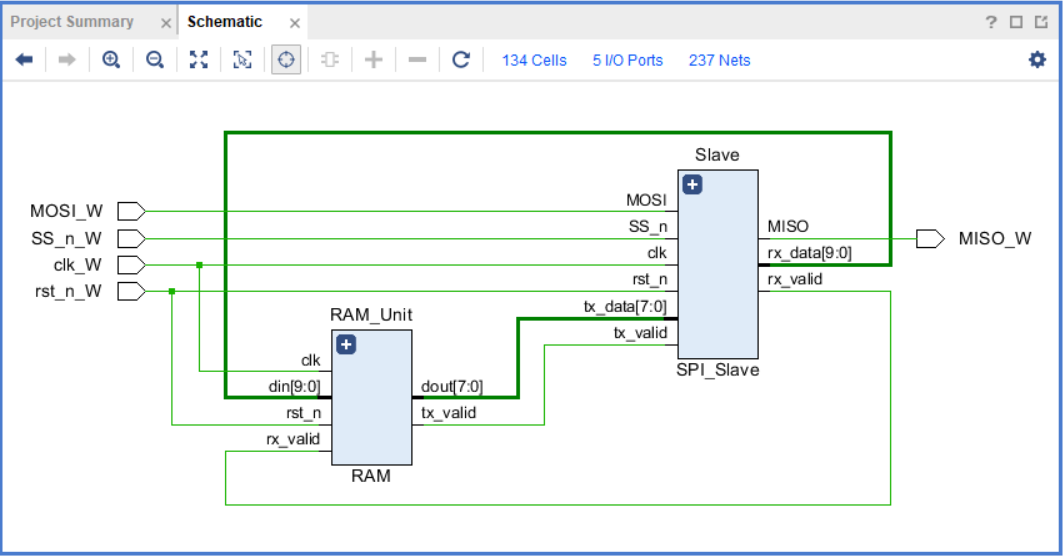 Project Summary × Schematic × ?
134 Cells 5 I/O Ports 237 Nets
Slave
MOSI_W
SS_n_W
clk_W
rst_n_W
MOSI
SS_n
clk
rst_n
tx_data[7:0]
tx_valid
MISO
rx_data[9:0]
rx_valid
SPI_Slave
MISO_W
RAM_Unit
clk
din[9:0]
rst_n
rx_valid
dout[7:0]
tx_valid
RAM